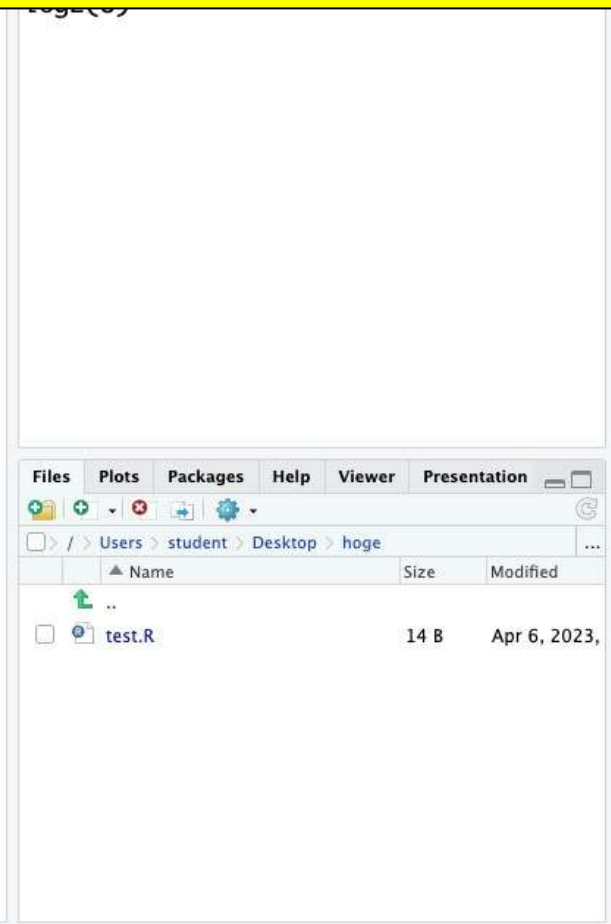 Files Plots Packages Help Viewer Presentation
/ Users student Desktop hoge ...
Name Size Modified
..
test.R 14 B Apr 6, 2023,